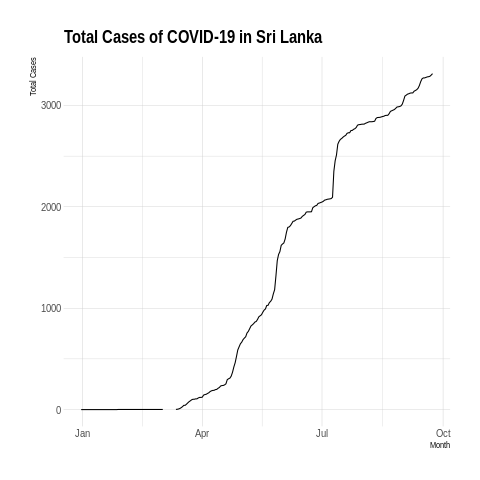 Total Cases of COVID-19 in Sri Lanka
Total Cases
3000
2000
1000
0
Jan Apr Jul Oct
Month